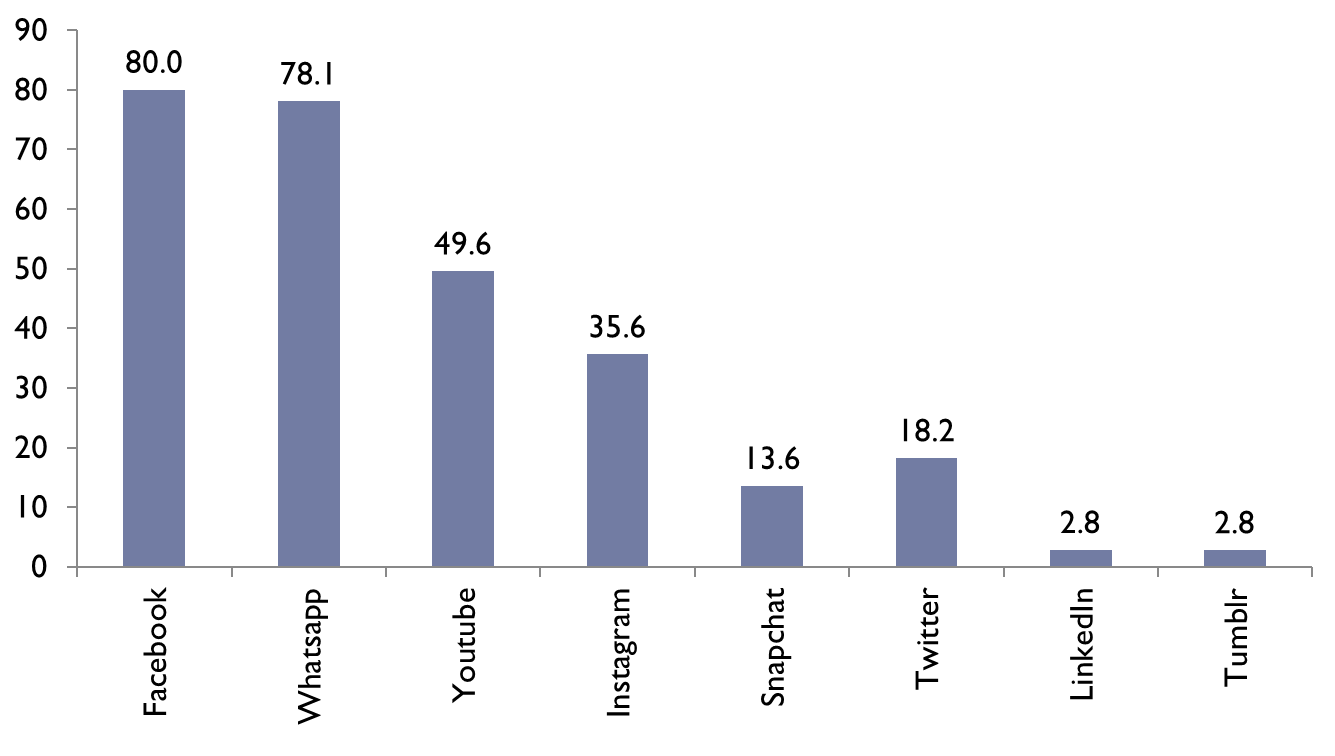 90
80
70
60
50
40
30
20
10
0
80.0
78.1
49.6
35.6
13.6
18.2
2.8
2.8
Facebook
Whatsapp
Youtube
Instagram
Snapchat
Twitter
LinkedIn
Tumblr